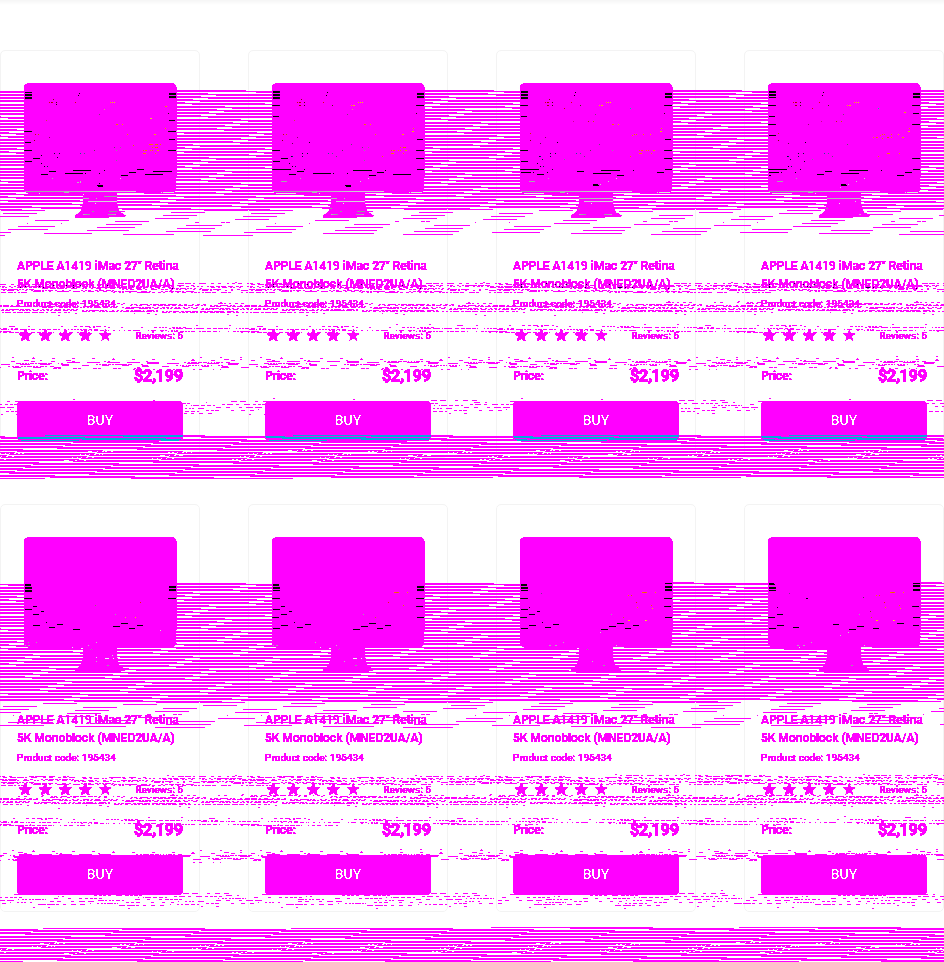 APPLE A1419 iMac 27" Retina
5K Monoblock (MNED2UA/A)
Product code: 195434
Reviews: 5
Price: $2,199
BUY
APPLE A1419 iMac 27" Retina
5K Monoblock (MNED2UA/A)
Product code: 195434
Reviews: 5
Price: $2,199
BUY
APPLE A1419 iMac 27" Retina
5K Monoblock (MNED2UA/A)
Product code: 195434
Reviews: 5
Price: $2,199
BUY
APPLE A1419 iMac 27" Retina
5K Monoblock (MNED2UA/A)
Product code: 195434
Reviews: 5
Price: $2,199
BUY
APPLE A1419 iMac 27" Retina
5K Monoblock (MNED2UA/A)
Product code: 195434
Reviews: 5
Price: $2,199
BUY
APPLE A1419 iMac 27" Retina
5K Monoblock (MNED2UA/A)
Product code: 195434
Reviews: 5
Price: $2,199
BUY
APPLE A1419 iMac 27" Retina
5K Monoblock (MNED2UA/A)
Product code: 195434
Reviews: 5
Price: $2,199
BUY
APPLE A1419 iMac 27" Retina
5K Monoblock (MNED2UA/A)
Product code: 195434
Reviews: 5
Price: $2,199
BUY